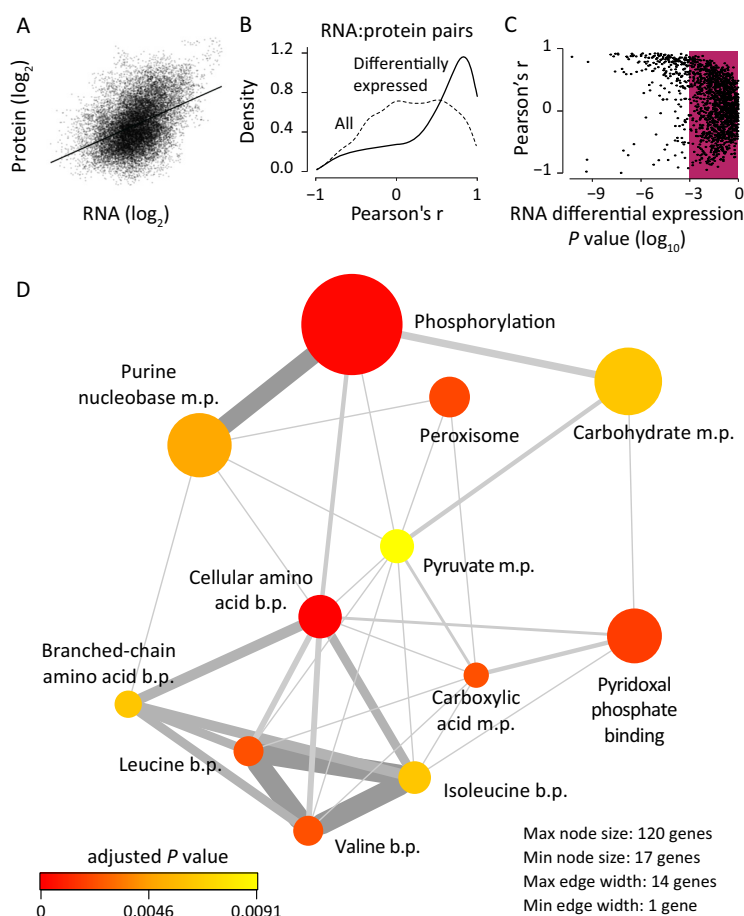 A
Protein (log2)
RNA (log2)
B
RNA:protein pairs
Density
1.2
0.8
0.4
0.0
Differentially
expressed
All
−1
0
1
Pearson's r
C
Pearson's r
1
0
−1
−9
−6
−3
0
RNA differential expression
P value (log10)
D
Phosphorylation
Purine
nucleobase m.p.
Peroxisome
Carbohydrate m.p.
Pyruvate m.p.
Cellular amino
acid b.p.
Branched-chain
amino acid b.p.
Carboxylic
acid m.p.
Pyridoxal
phosphate
binding
Leucine b.p.
Isoleucine b.p.
Valine b.p.
adjusted P value
0
0.0046
0.0091
Max node size: 120 genes
Min node size: 17 genes
Max edge width: 14 genes
Min edge width: 1 gene